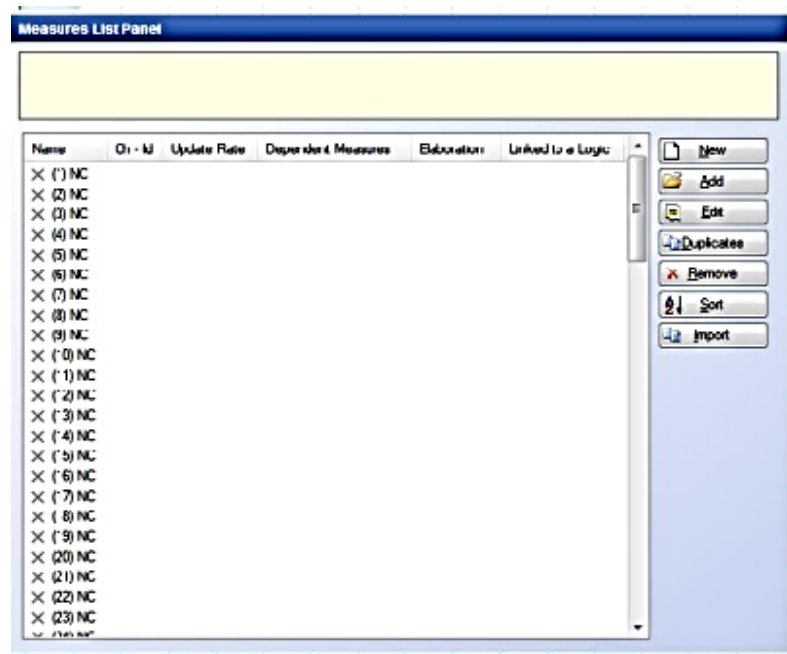 Measures List Panel
Name Ch - Id Update Rate Dependent Measures Elaboration Linked to a Logic
(1) NC
(2) NC
(3) NC
(4) NC
(5) NC
(6) NC
(7) NC
(8) NC
(9) NC
(10) NC
(11) NC
(12) NC
(13) NC
(14) NC
(15) NC
(16) NC
(17) NC
(18) NC
(19) NC
(20) NC
(21) NC
(22) NC
(23) NC
(24) NC
New
Add
Edit
Duplicates
Remove
Sort
Import